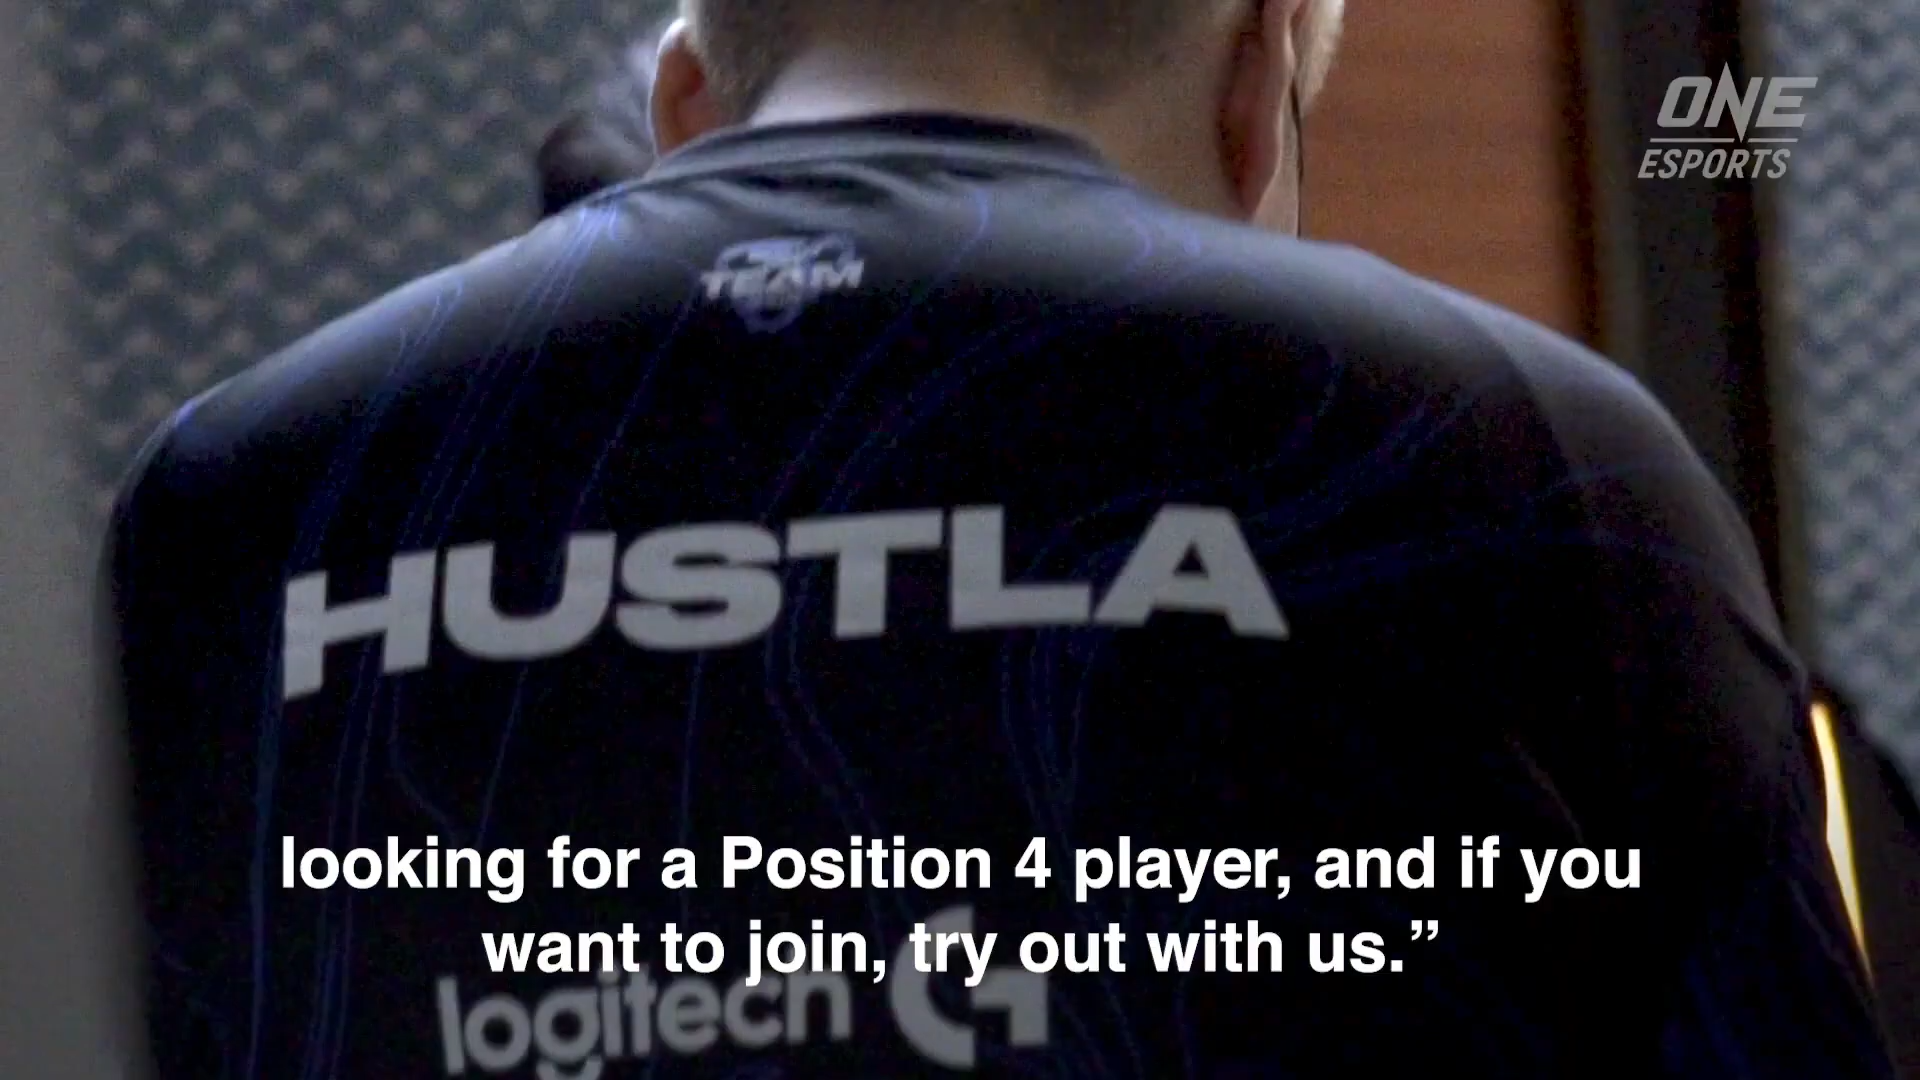 ONE
ESPORTS
TEAM
HUSTLA
looking for a Position 4 player, and if you
want to join, try out with us.”
logitech G